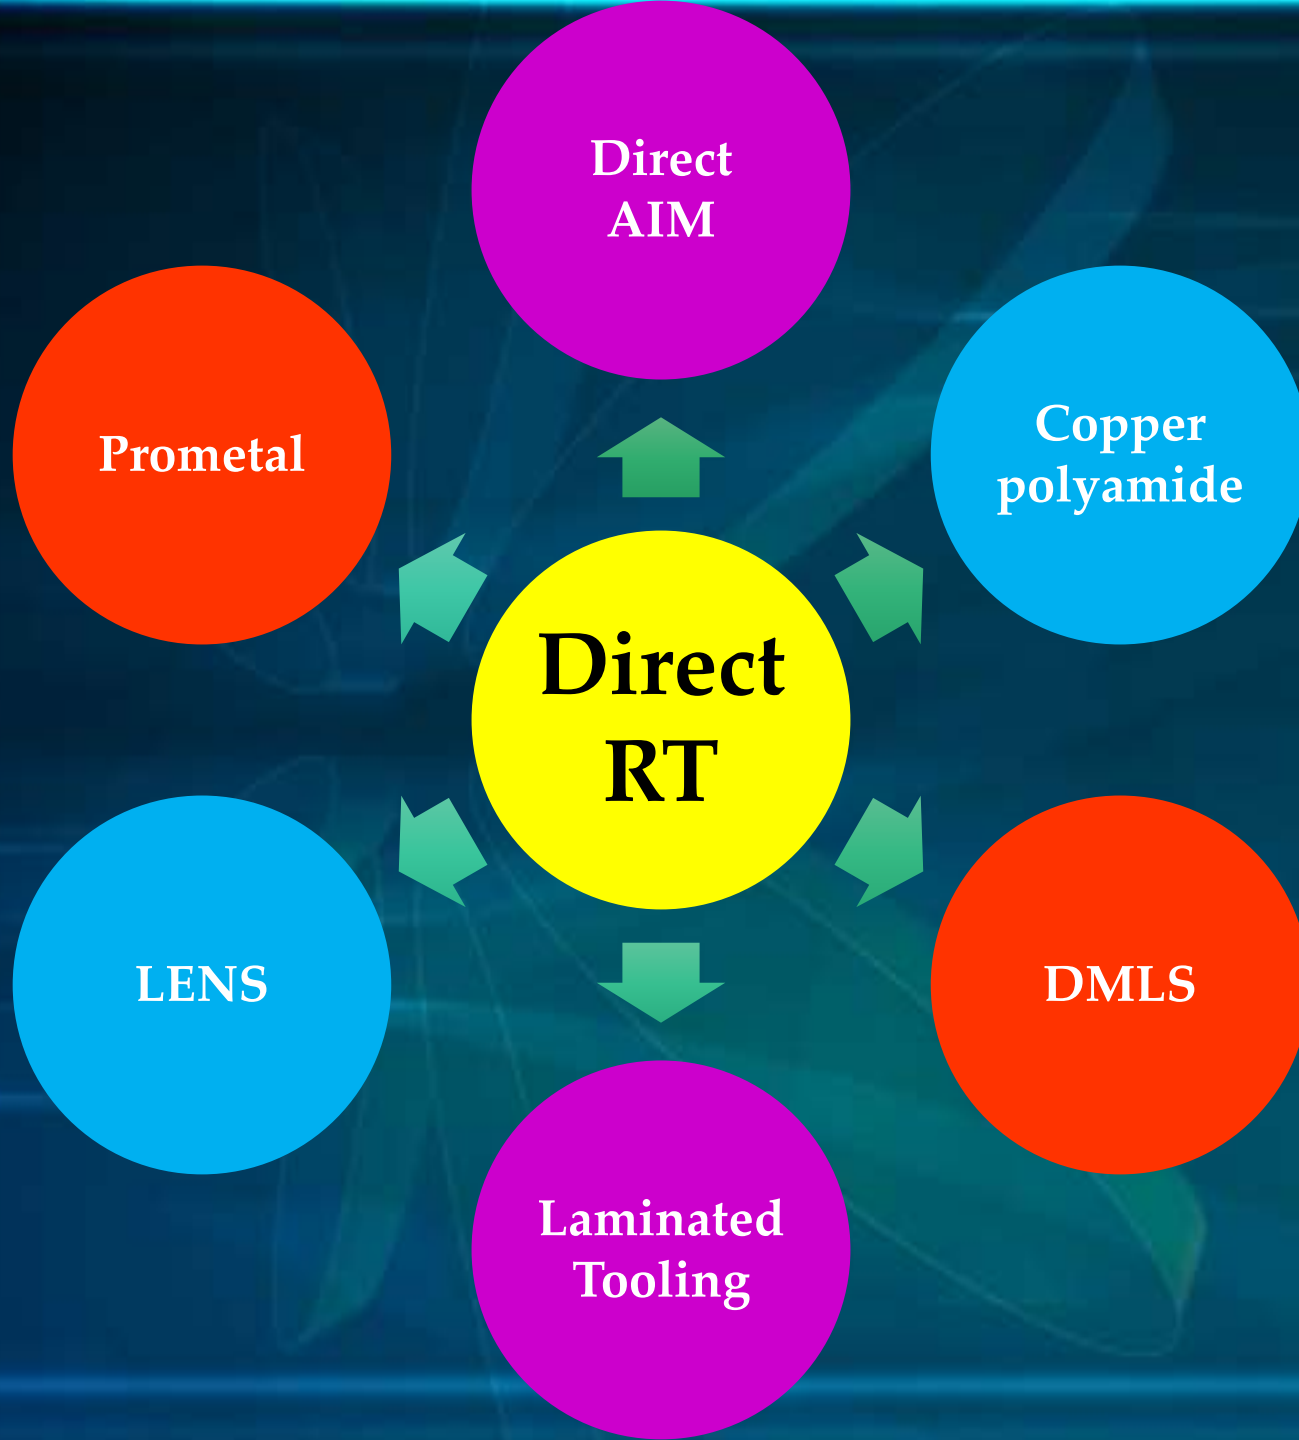 Direct
AIM
Prometal
Copper
polyamide
Direct
RT
LENS
DMLS
Laminated
Tooling